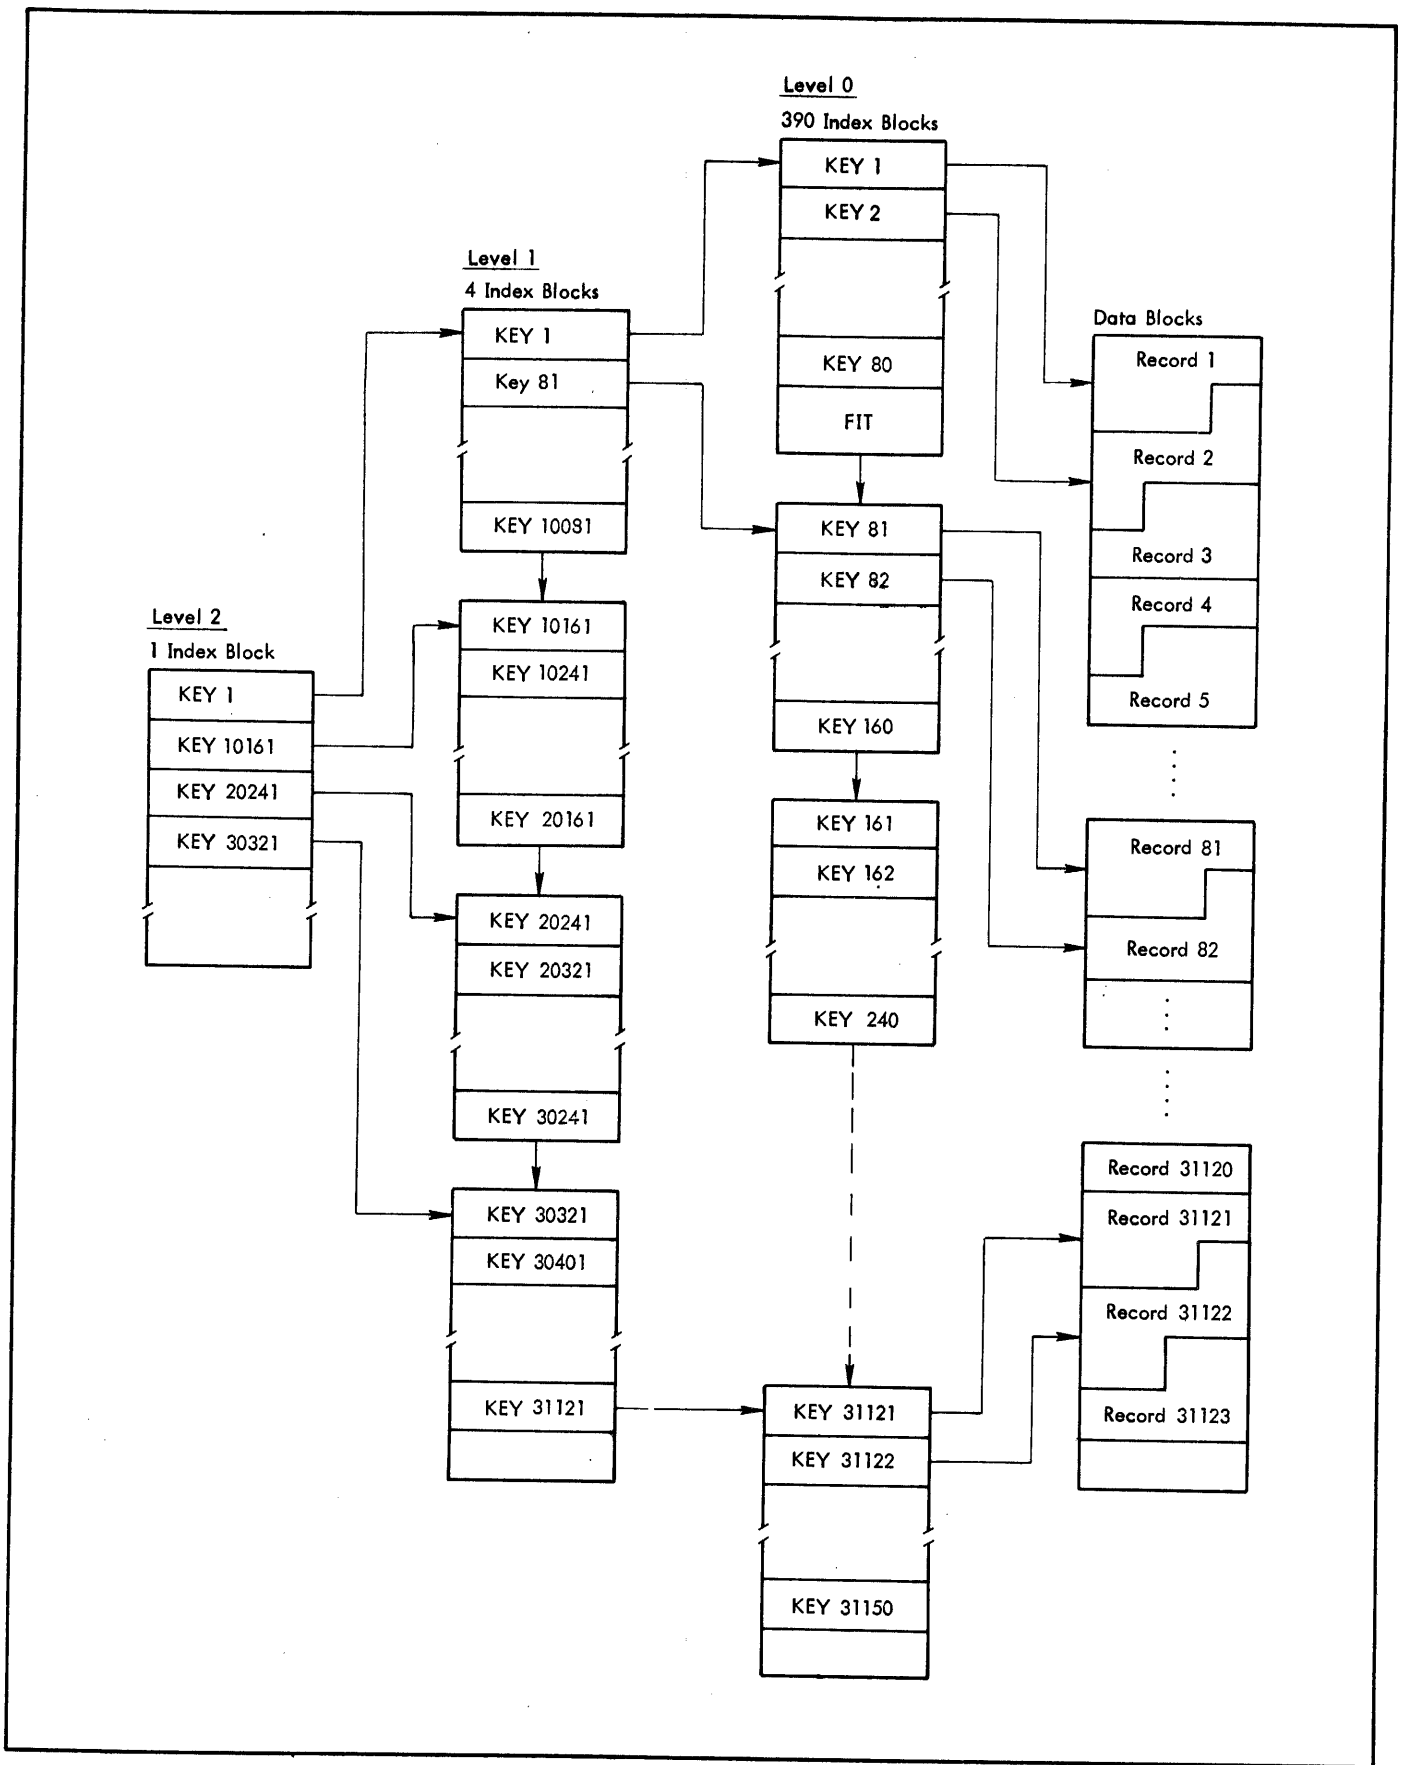 Level 0
390 Index Blocks
KEY 1
KEY 2
KEY 80
FIT
KEY 81
KEY 82
KEY 160
KEY 161
KEY 162
KEY 240
KEY 31121
KEY 31122
KEY 31150
Level 1
4 Index Blocks
KEY 1
Key 81
KEY 10081
KEY 10161
KEY 10241
KEY 20161
KEY 20241
KEY 20321
KEY 30241
KEY 30321
KEY 30401
KEY 31121
Level 2
1 Index Block
KEY 1
KEY 10161
KEY 20241
KEY 30321
Data Blocks
Record 1
Record 2
Record 3
Record 4
Record 5
Record 81
Record 82
Record 31120
Record 31121
Record 31122
Record 31123